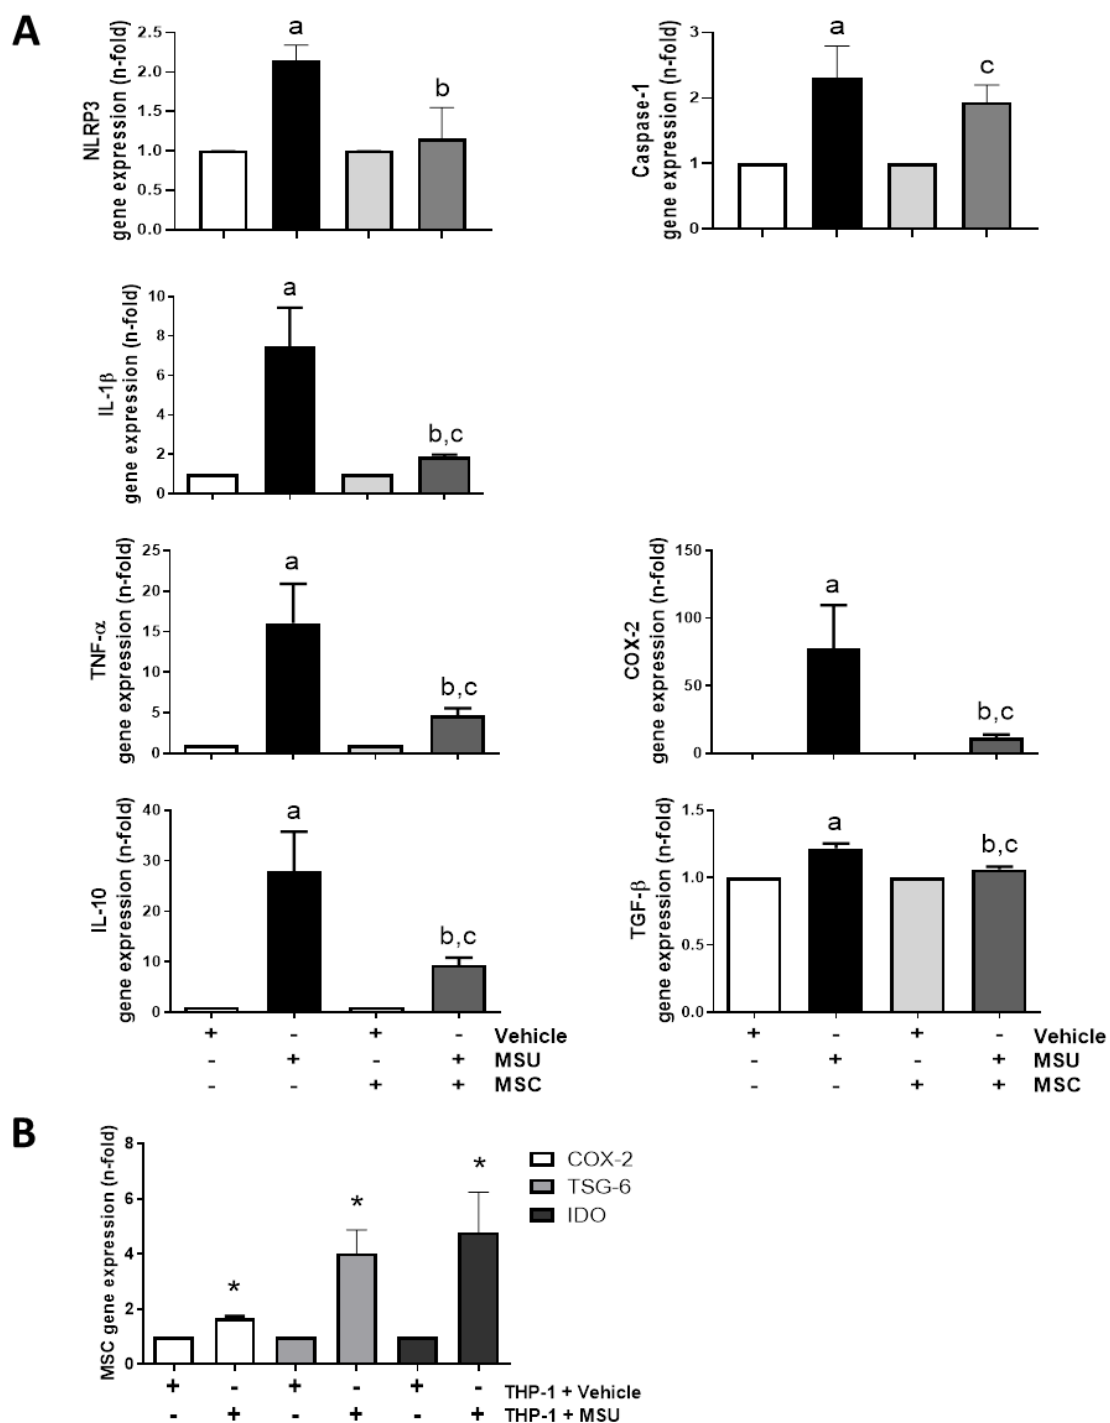 A
NLRP3
gene expression (n-fold)
2.5
2.0
1.5
1.0
0.5
0.0
a
b
Caspase-1
gene expression (n-fold)
3
2
1
0
a
c
IL-1β
gene expression (n-fold)
10
8
6
4
2
0
a
b,c
TNF-α
gene expression (n-fold)
25
20
15
10
5
0
a
b,c
COX-2
gene expression (n-fold)
150
100
50
0
a
b,c
IL-10
gene expression (n-fold)
40
30
20
10
0
a
b,c
TGF-β
gene expression (n-fold)
1.5
1.0
0.5
0.0
a
b,c
+ - + - Vehicle
- + - + MSU
- - + + MSC
+ - + - Vehicle
- + - + MSU
- - + + MSC
B
MSC gene expression (n-fold)
8
6
4
2
0
* * *
COX-2
TSG-6
IDO
+ - + - + - THP-1 + Vehicle
- + - + - + THP-1 + MSU